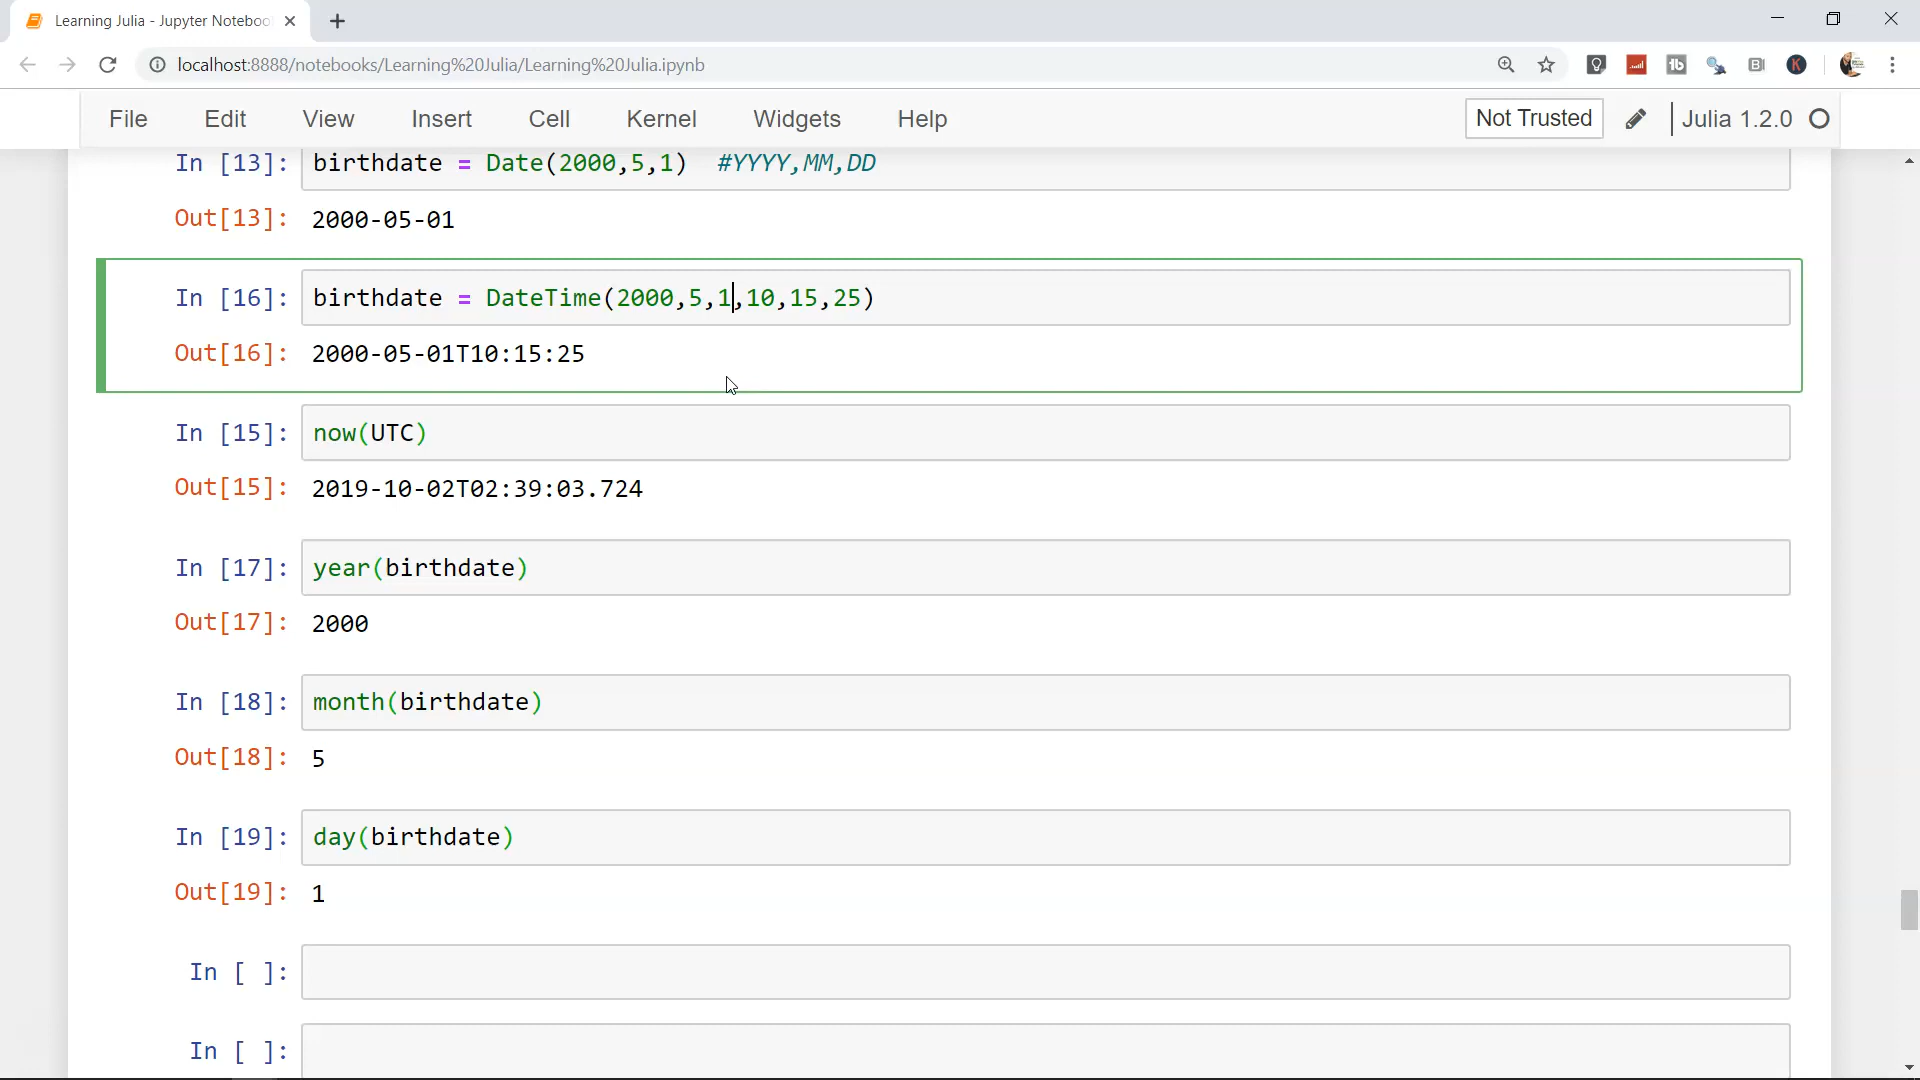 Learning Julia - Jupyter Noteboo
localhost:8888/notebooks/Learning%20Julia/Learning%20Julia.ipynb
File Edit View Insert Cell Kernel Widgets Help Not Trusted Julia 1.2.0
In [13]: birthdate = Date(2000,5,1)  #YYYY,MM,DD
Out[13]: 2000-05-01
In [16]: birthdate = DateTime(2000,5,1,10,15,25)
Out[16]: 2000-05-01T10:15:25
In [15]: now(UTC)
Out[15]: 2019-10-02T02:39:03.724
In [17]: year(birthdate)
Out[17]: 2000
In [18]: month(birthdate)
Out[18]: 5
In [19]: day(birthdate)
Out[19]: 1
In [ ]:
In [ ]: